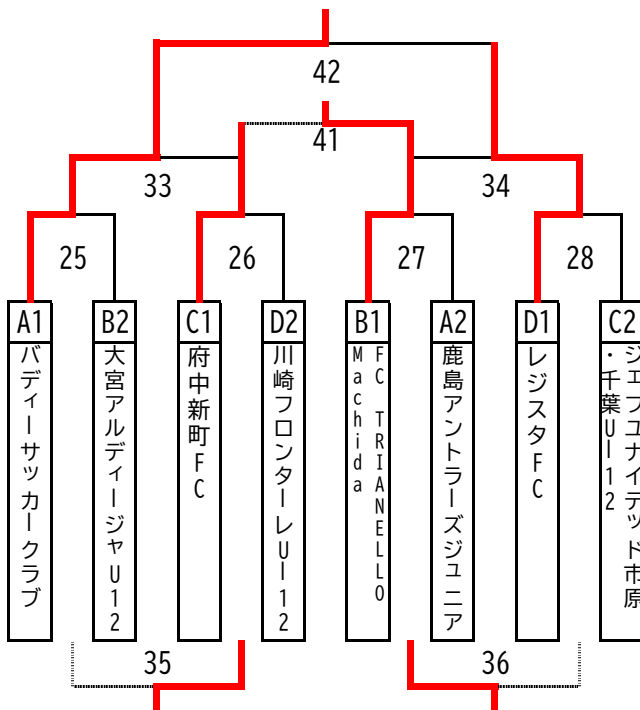 42
41
33
34
25
26
27
28
A1
B2
C1
D2
B1
A2
D1
C2
バディーサッカークラブ
大宮アルディージャU12
府中新町FC
川崎フロンターレU-12
FC TRIANELLO
Machida
鹿島アントラーズジュニア
レジスタFC
ジェフユナイテッド市原
・千葉U-12
35
36